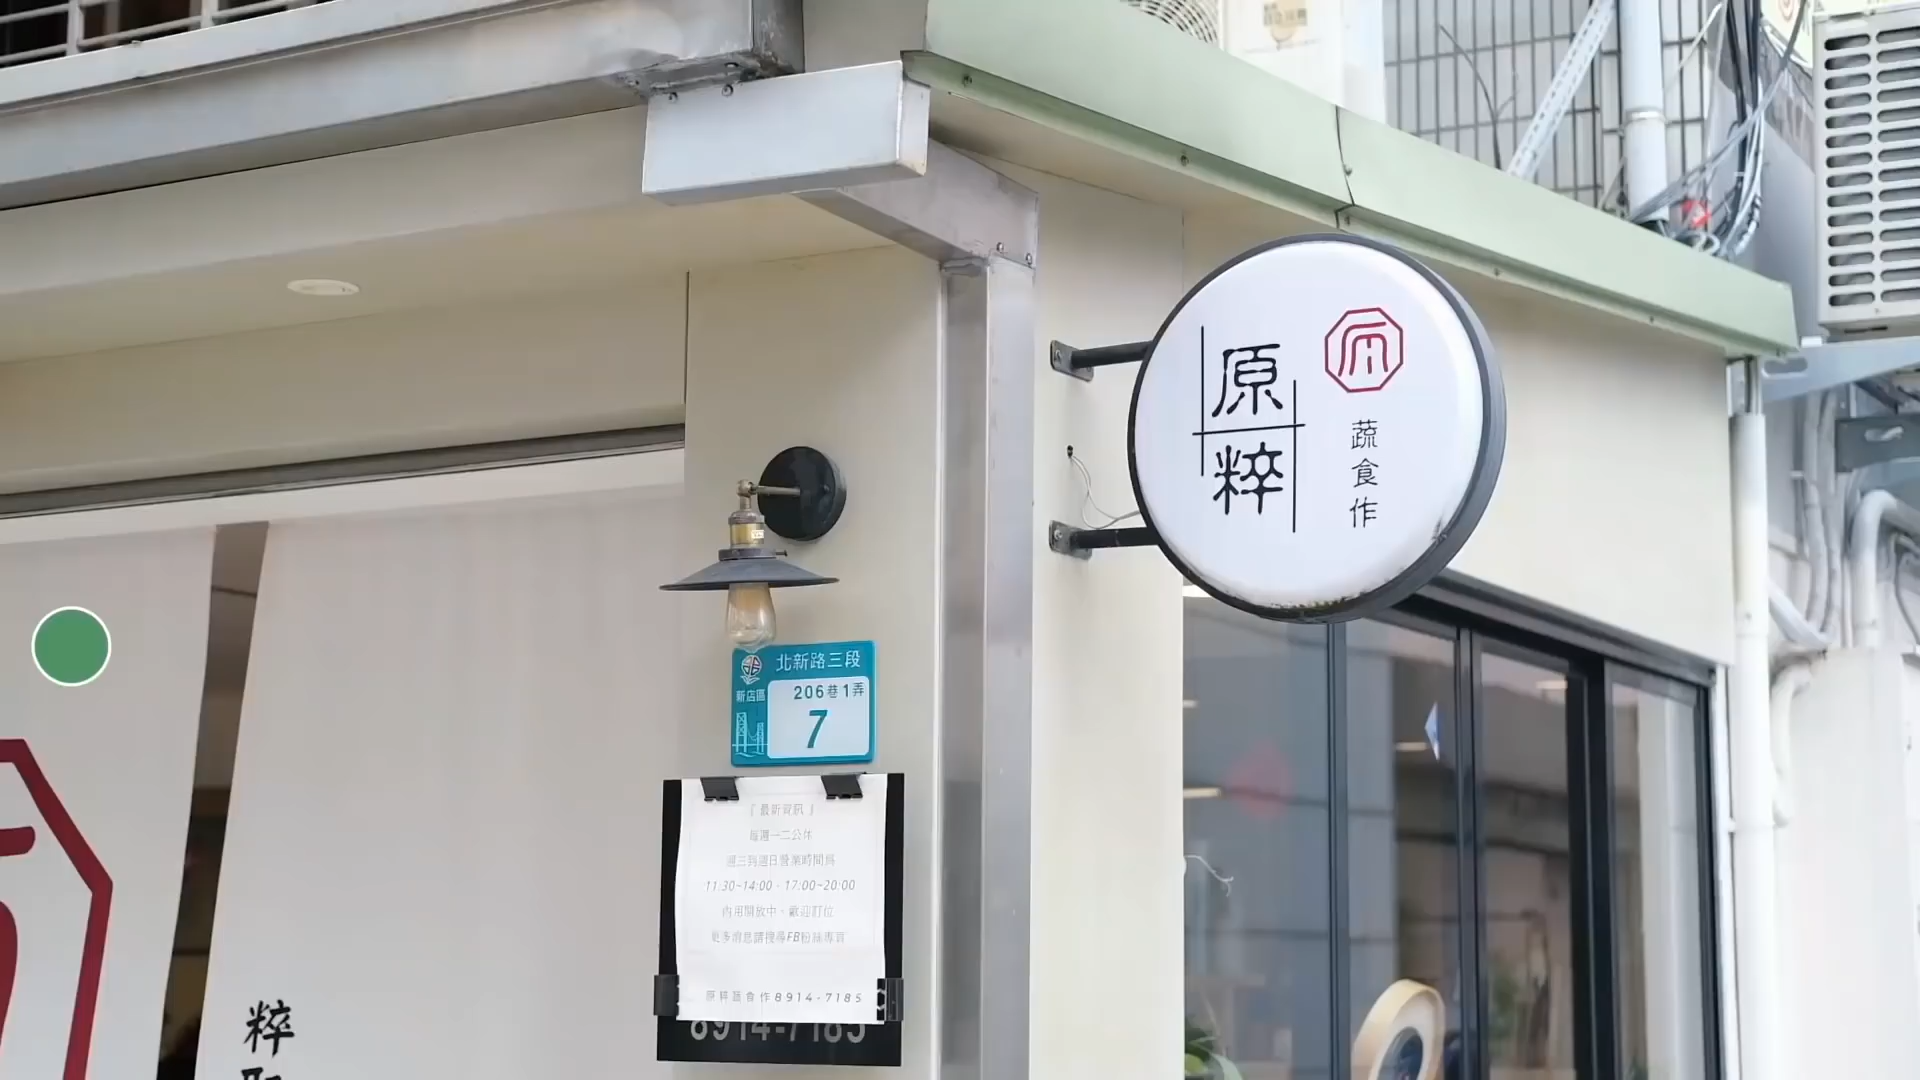 原
粹
蔬
食
作
北新路三段
新店區
206巷1弄
7
『 最新資訊 』
每週一二公休
週三到週日營業時間為
11:30~14:00 · 17:00~20:00
內用開放中、歡迎訂位
更多消息請搜尋FB粉絲專頁
原粹蔬食作8914-7185
8914-7185
粹